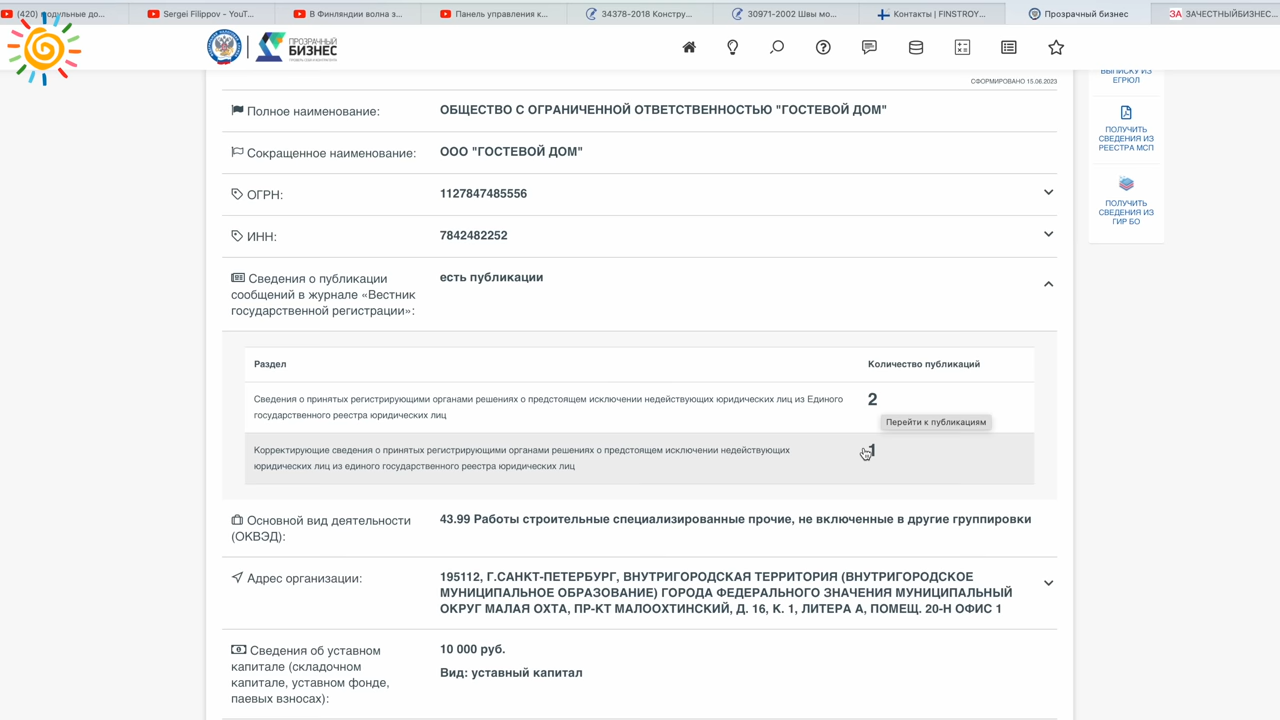 (420) модульные до...
Sergei Filippov - YouT...
В Финляндии волна з...
Панель управления к...
34378-2018 Констру...
30971-2002 Швы мо...
Контакты | FINSTROY...
Прозрачный бизнес
ЗА ЗАЧЕСТНЫЙБИЗНЕС...
ПРОЗРАЧНЫЙ
БИЗНЕС
СФОРМИРОВАНО 15.06.2023
ВЫПИСКУ ИЗ
ЕГРЮЛ
Полное наименование:
ОБЩЕСТВО С ОГРАНИЧЕННОЙ ОТВЕТСТВЕННОСТЬЮ "ГОСТЕВОЙ ДОМ"
ПОЛУЧИТЬ
СВЕДЕНИЯ ИЗ
РЕЕСТРА МСП
Сокращенное наименование:
ООО "ГОСТЕВОЙ ДОМ"
ОГРН:
1127847485556
ПОЛУЧИТЬ
СВЕДЕНИЯ ИЗ
ГИР БО
ИНН:
7842482252
Сведения о публикации
сообщений в журнале «Вестник
государственной регистрации»:
есть публикации
Раздел
Количество публикаций
Сведения о принятых регистрирующими органами решениях о предстоящем исключении недействующих юридических лиц из Единого
государственного реестра юридических лиц
2
Перейти к публикациям
Корректирующие сведения о принятых регистрирующими органами решениях о предстоящем исключении недействующих
юридических лиц из единого государственного реестра юридических лиц
1
Основной вид деятельности
(ОКВЭД):
43.99 Работы строительные специализированные прочие, не включенные в другие группировки
Адрес организации:
195112, Г.САНКТ-ПЕТЕРБУРГ, ВНУТРИГОРОДСКАЯ ТЕРРИТОРИЯ (ВНУТРИГОРОДСКОЕ
МУНИЦИПАЛЬНОЕ ОБРАЗОВАНИЕ) ГОРОДА ФЕДЕРАЛЬНОГО ЗНАЧЕНИЯ МУНИЦИПАЛЬНЫЙ
ОКРУГ МАЛАЯ ОХТА, ПР-КТ МАЛООХТИНСКИЙ, Д. 16, К. 1, ЛИТЕРА А, ПОМЕЩ. 20-Н ОФИС 1
Сведения об уставном
капитале (складочном
капитале, уставном фонде,
паевых взносах):
10 000 руб.
Вид: уставный капитал